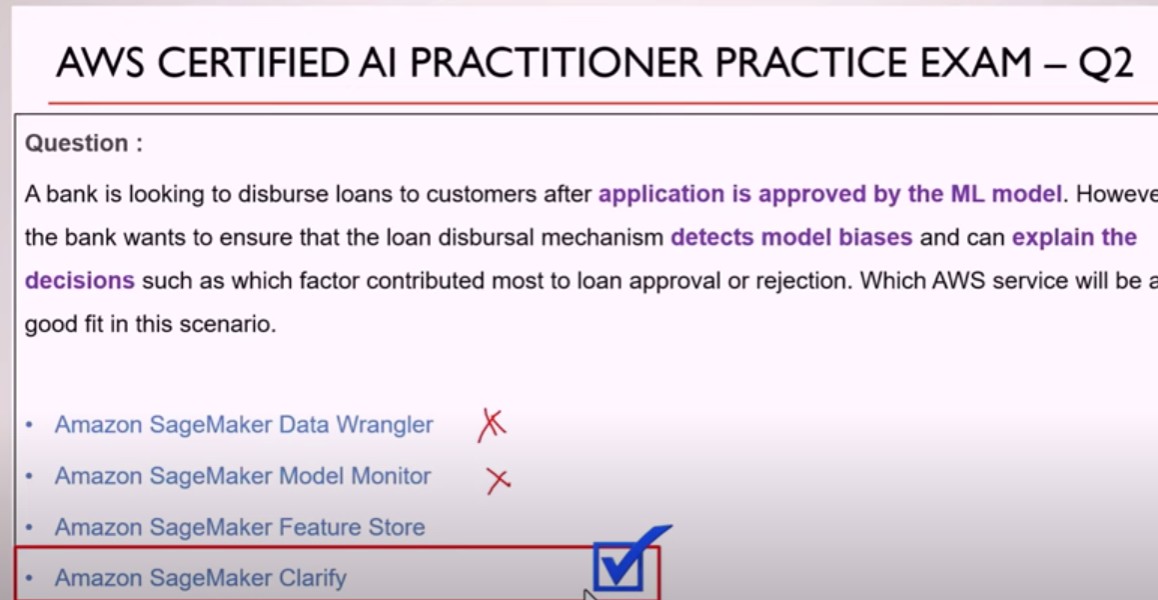 AWS CERTIFIED AI PRACTITIONER PRACTICE EXAM – Q2
Question :
A bank is looking to disburse loans to customers after application is approved by the ML model. Howeve
the bank wants to ensure that the loan disbursal mechanism detects model biases and can explain the
decisions such as which factor contributed most to loan approval or rejection. Which AWS service will be a
good fit in this scenario.
• Amazon SageMaker Data Wrangler
• Amazon SageMaker Model Monitor
• Amazon SageMaker Feature Store
• Amazon SageMaker Clarify